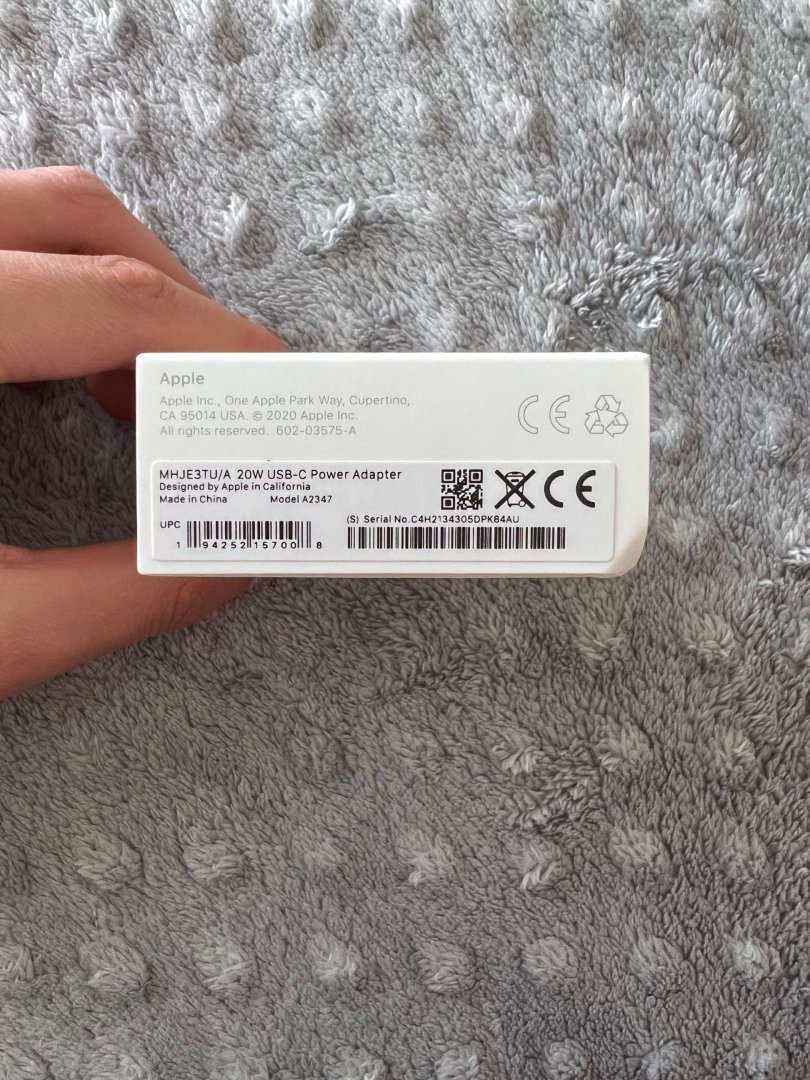 Apple
Apple Inc., One Apple Park Way, Cupertino,
CA 95014 USA. © 2020 Apple Inc.
All rights reserved. 602-03575-A
CE
MHJE3TU/A 20W USB-C Power Adapter
Designed by Apple in California
Made in China Model A2347
CE
UPC
1 94252 15700 8
(S) Serial No.C4H2134305DPK84AU